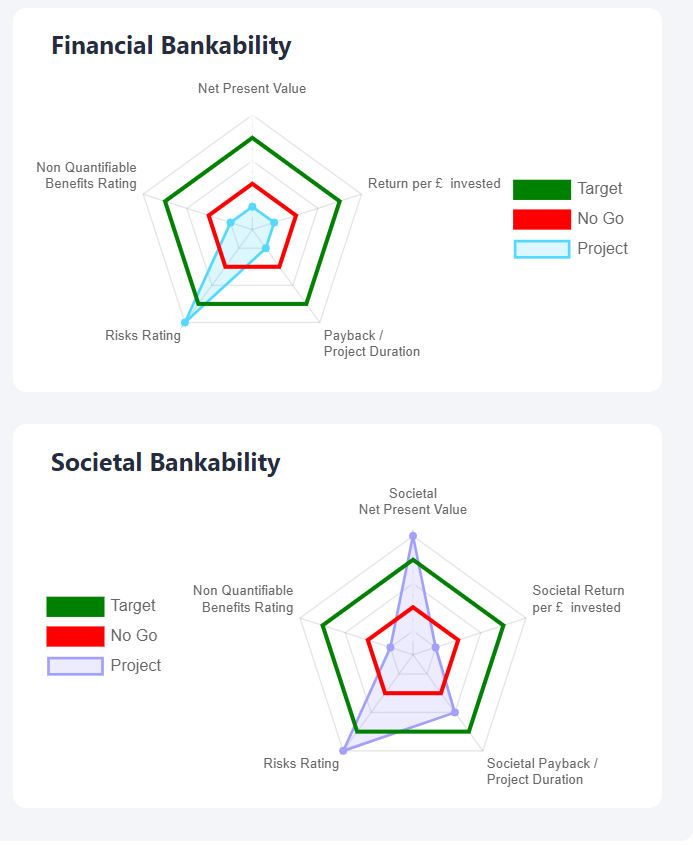 Financial Bankability
Net Present Value
Non Quantifiable
Benefits Rating
Return per £  invested
Target
No Go
Project
Risks Rating
Payback /
Project Duration
Societal Bankability
Societal
Net Present Value
Non Quantifiable
Benefits Rating
Societal Return
per £  invested
Target
No Go
Project
Risks Rating
Societal Payback /
Project Duration